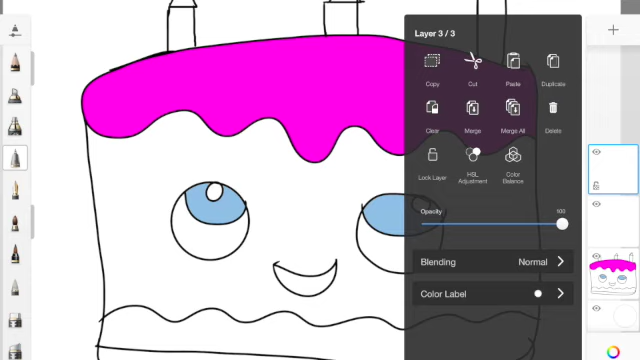 Layer 3 / 3
Copy Cut Paste Duplicate
Clear Merge Merge All Delete
Lock Layer HSL Adjustment Color Balance
Opacity 100
Blending Normal
Color Label